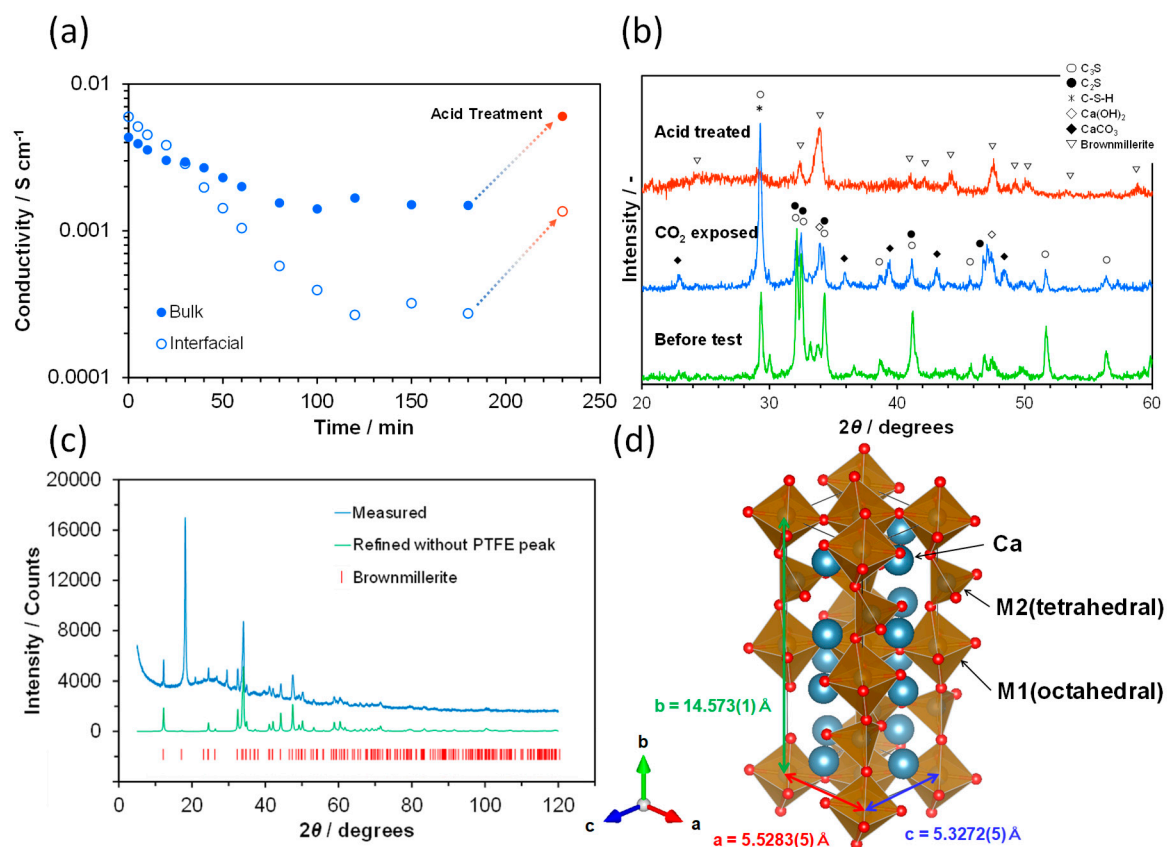 (a)
0.01
0.001
0.0001
Conductivity / S cm⁻¹
Acid Treatment
Bulk
Interfacial
0 50 100 150 200 250
Time / min
(b)
C₃S
C₂S
C-S-H
Ca(OH)₂
CaCO₃
Brownmillerite
Acid treated
CO₂ exposed
Before test
Intensity / -
20 30 40 50 60
2θ / degrees
(c)
20000
16000
12000
8000
4000
0
Intensity / Counts
Measured
Refined without PTFE peak
Brownmillerite
0 20 40 60 80 100 120
2θ / degrees
(d)
Ca
M2(tetrahedral)
M1(octahedral)
b = 14.573(1) Å
b
c
a
a = 5.5283(5) Å
c = 5.3272(5) Å